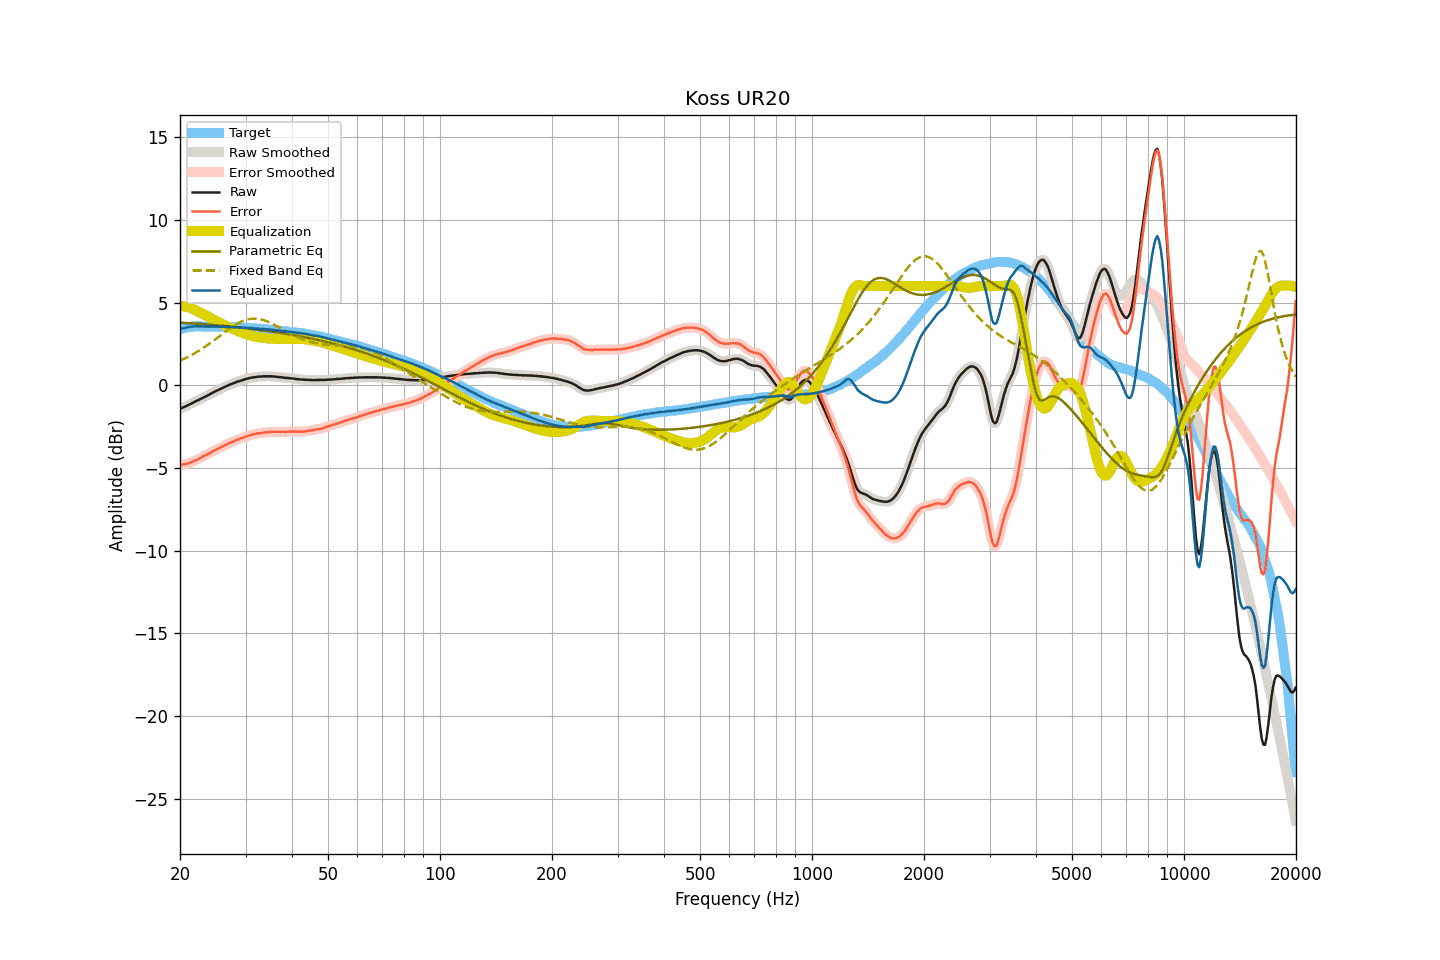 Koss UR20
Target
Raw Smoothed
Error Smoothed
Raw
Error
Equalization
Parametric Eq
Fixed Band Eq
Equalized
15
10
5
0
−5
−10
−15
−20
−25
Amplitude (dBr)
20 50 100 200 500 1000 2000 5000 10000 20000
Frequency (Hz)